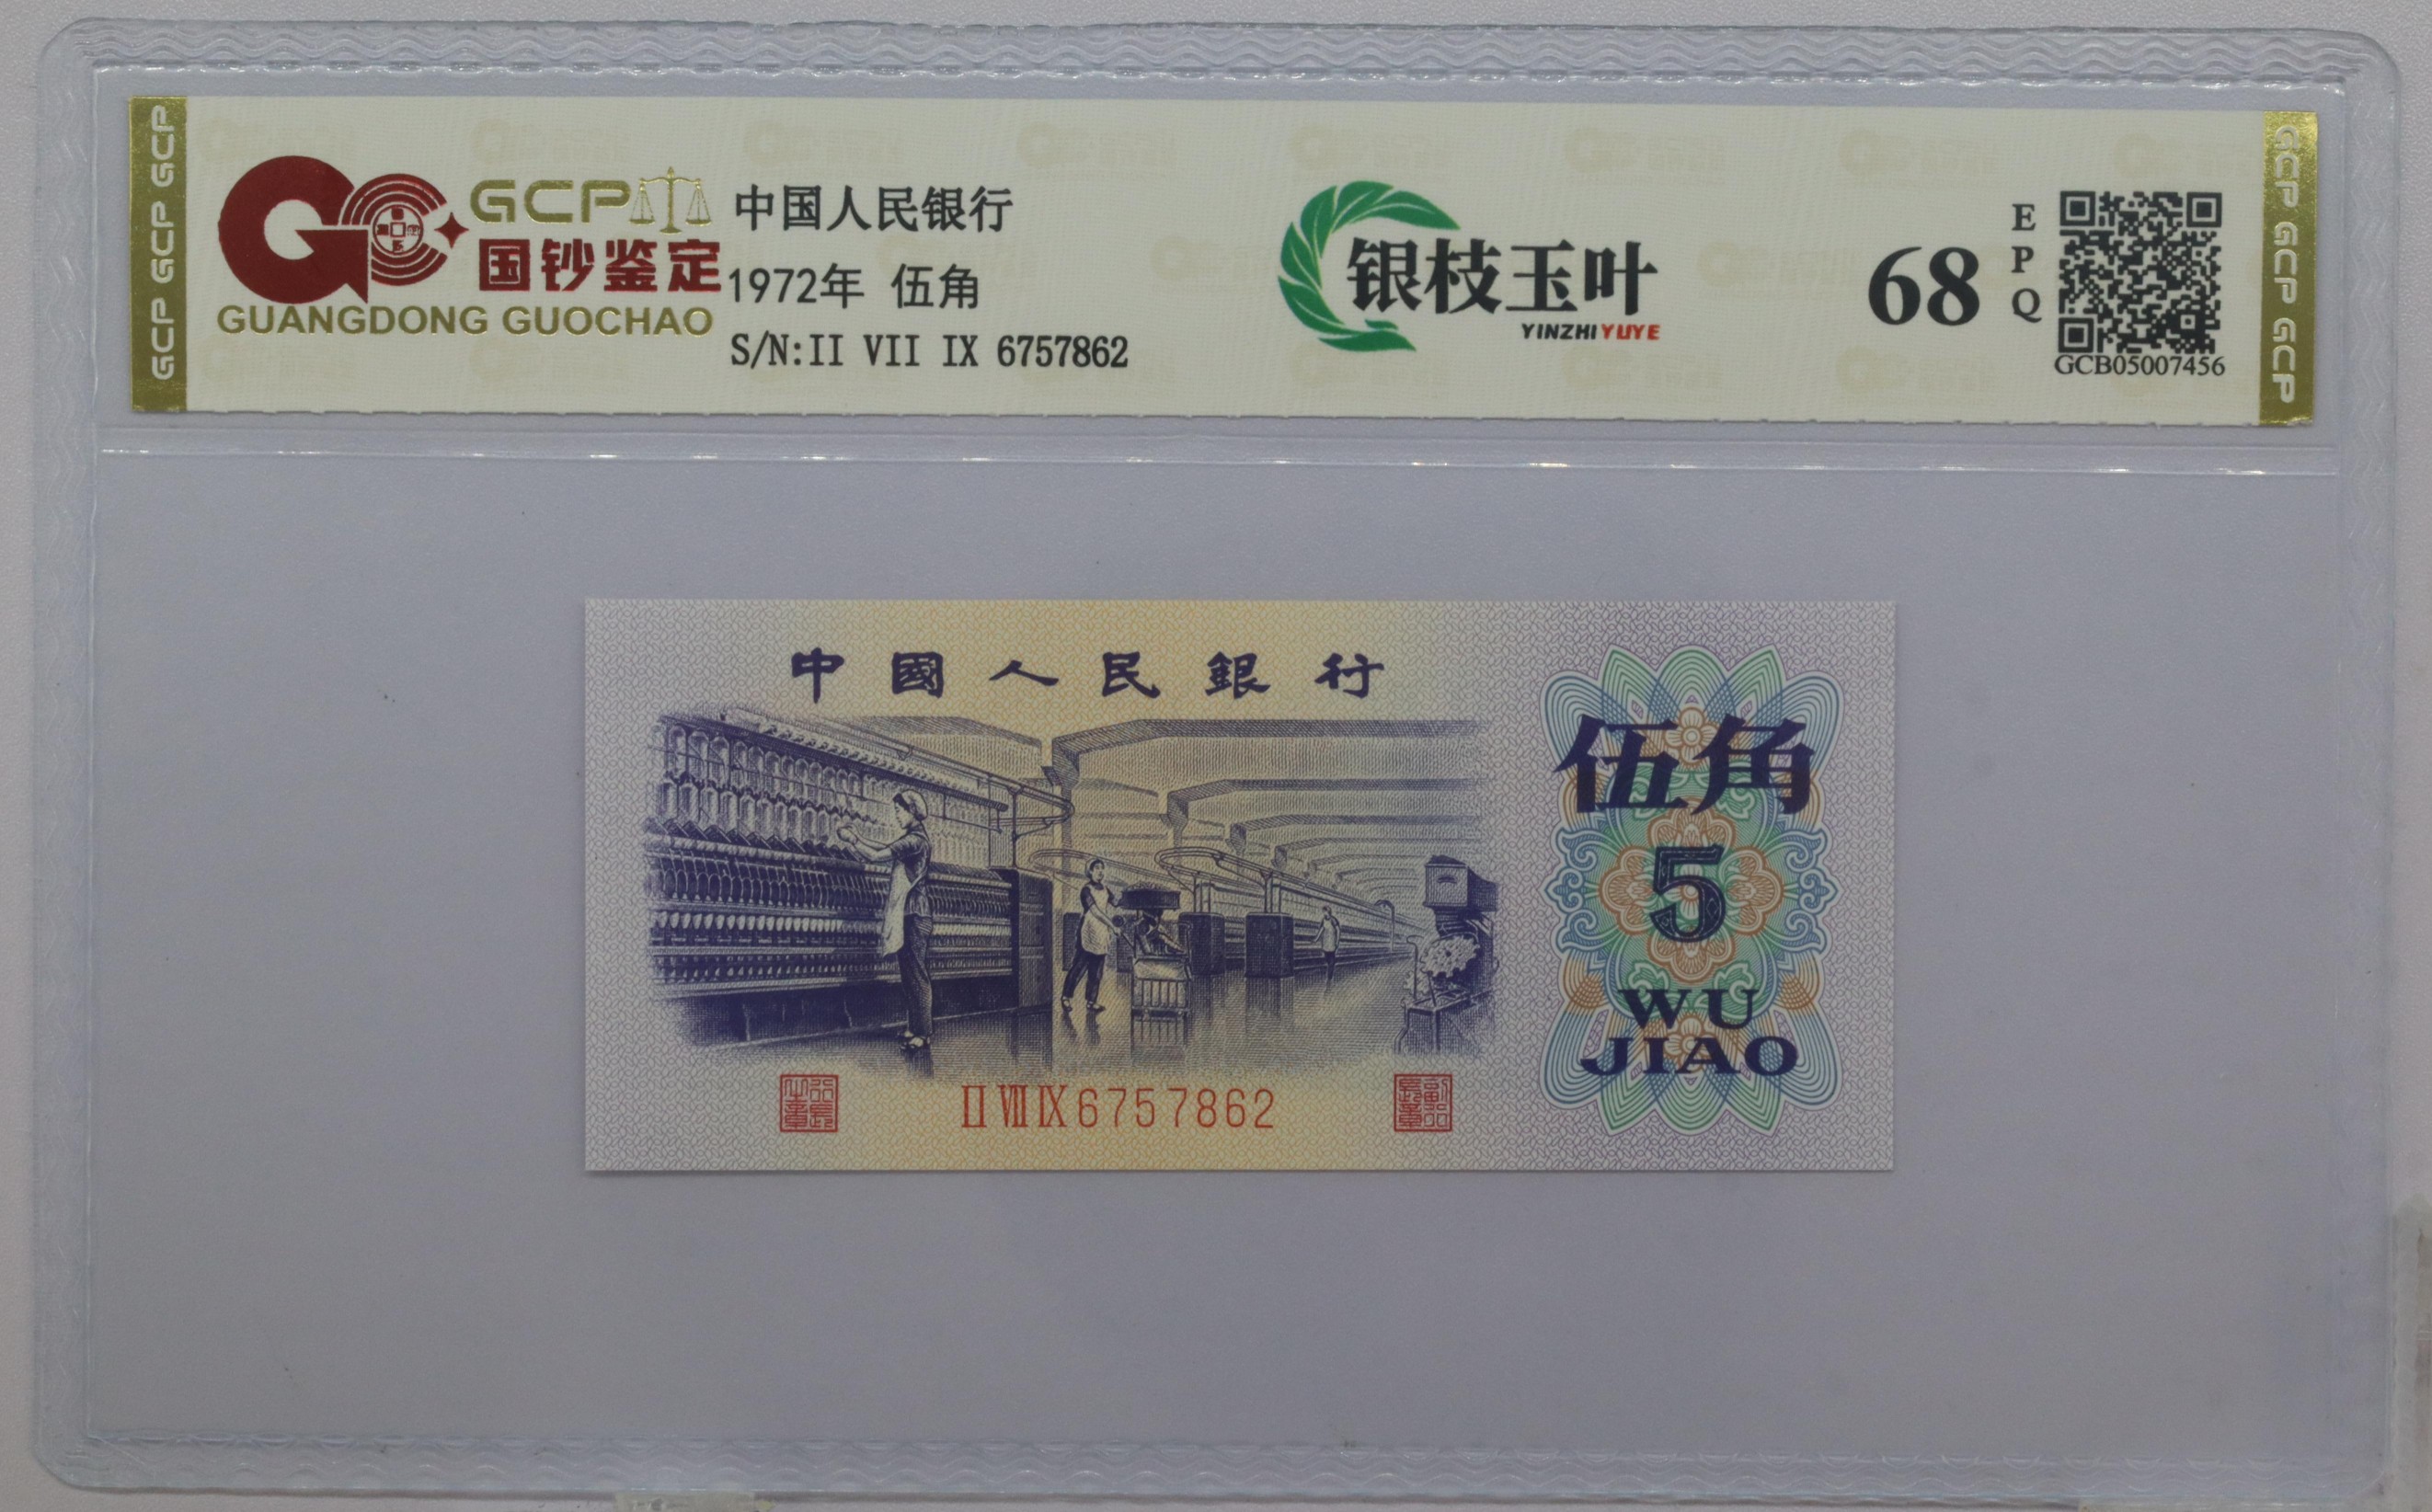 GCP GCP GCP
GCP
国钞鉴定
GUANGDONG GUOCHAO
中国人民银行
1972年 伍角
S/N:II VII IX 6757862
银枝玉叶
YINZHIYUYE
68
EPQ
GCB05007456
GCP GCP GCP
中國人民銀行
伍角
5
WU
JIAO
II VII IX 6757862